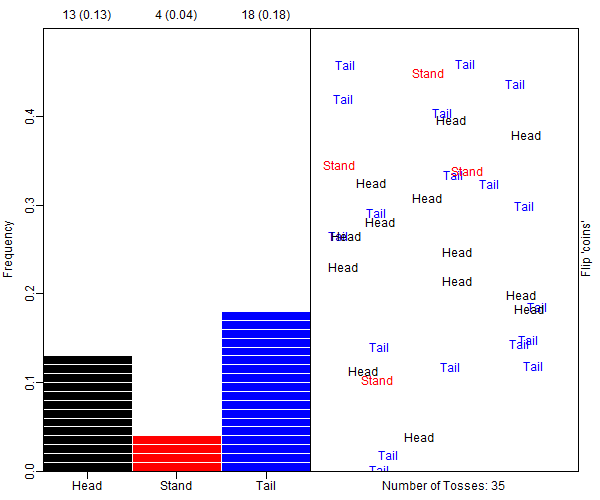 13 (0.13) 4 (0.04) 18 (0.18)
Frequency
0.4
0.3
0.2
0.1
0.0
Head Stand Tail
Tail
Tail
Stand
Tail
Tail
Tail
Head
Head
Stand
Stand
Tail
Head
Tail
Head
Tail
Tail
Head
Tail
Head
Head
Head
Head
Head
Tail
Head
Tail
Tail
Tail
Tail
Tail
Head
Stand
Head
Tail
Tail
Flip 'coins'
Number of Tosses: 35